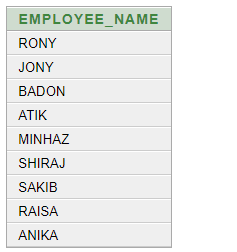 EMPLOYEE_NAME
RONY
JONY
BADON
ATIK
MINHAZ
SHIRAJ
SAKIB
RAISA
ANIKA